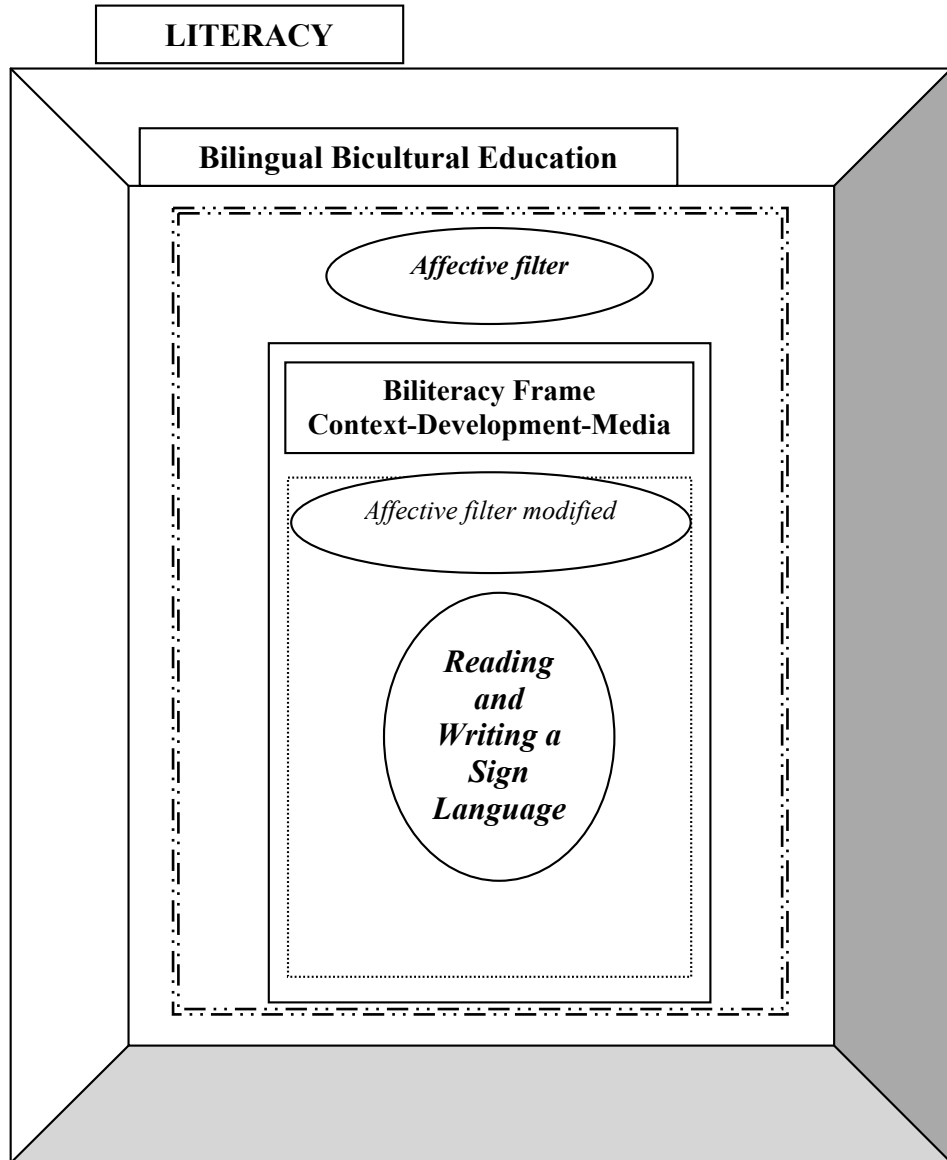 LITERACY
Bilingual Bicultural Education
Affective filter
Biliteracy Frame
Context-Development-Media
Affective filter modified
Reading
and
Writing a
Sign
Language